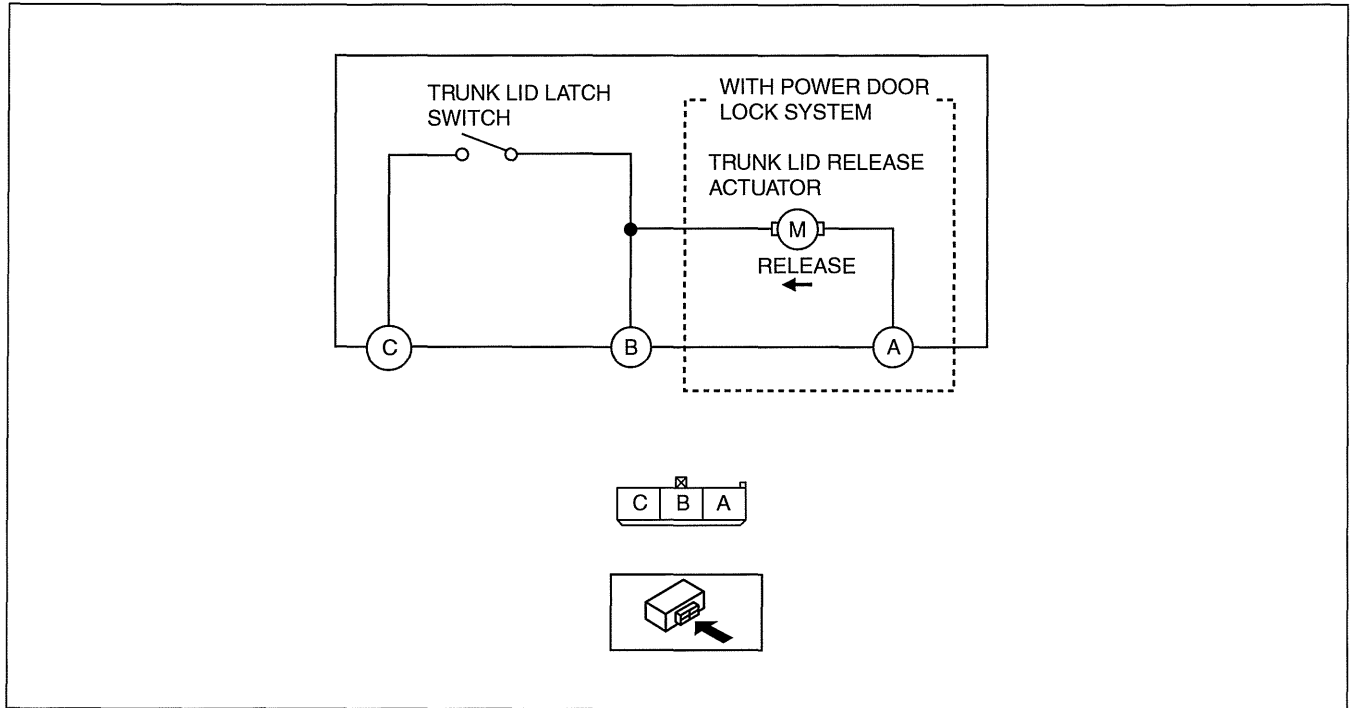 TRUNK LID LATCH
SWITCH
WITH POWER DOOR
LOCK SYSTEM
TRUNK LID RELEASE
ACTUATOR
M
RELEASE
C
B
A
C B A